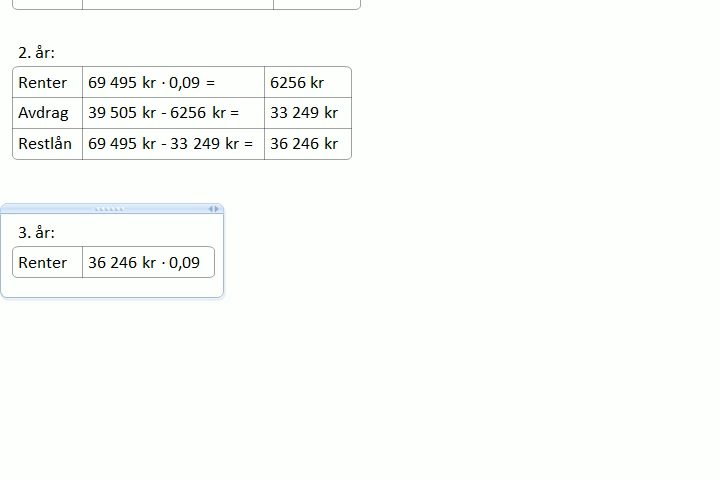 2. år:
Renter 69 495 kr · 0,09 = 6256 kr
Avdrag 39 505 kr - 6256 kr = 33 249 kr
Restlån 69 495 kr - 33 249 kr = 36 246 kr
3. år:
Renter 36 246 kr · 0,09